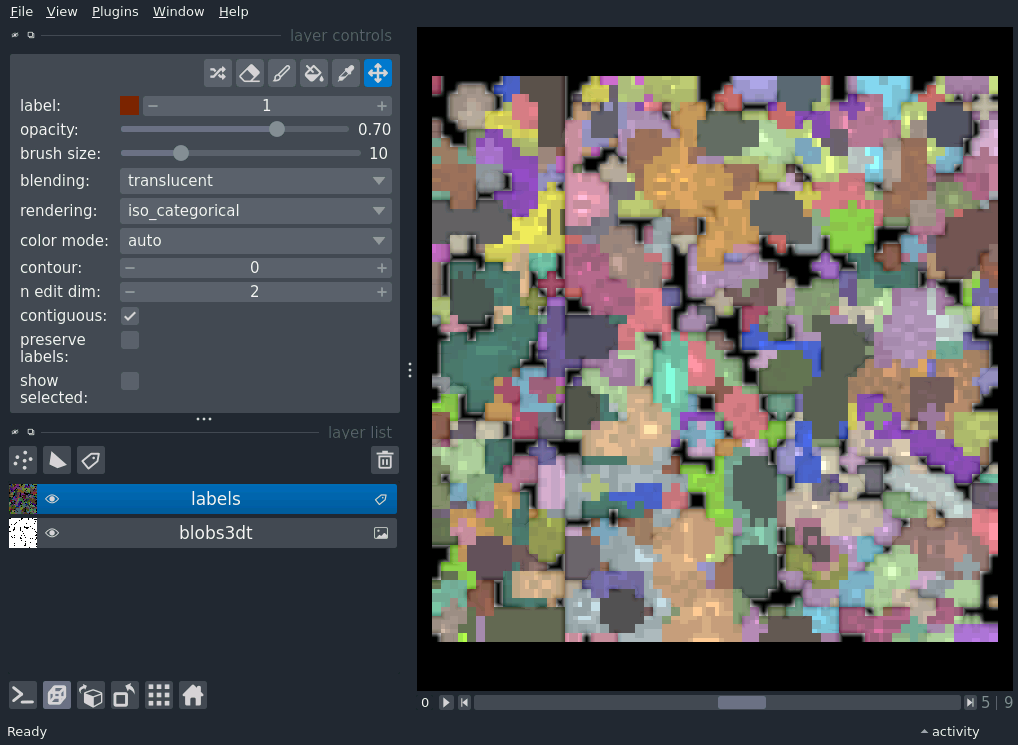 File View Plugins Window Help
layer controls
label: 1
opacity: 0.70
brush size: 10
blending: translucent
rendering: iso_categorical
color mode: auto
contour: 0
n edit dim: 2
contiguous:
preserve
labels:
show
selected:
layer list
labels
blobs3dt
0 5 | 9
Ready activity